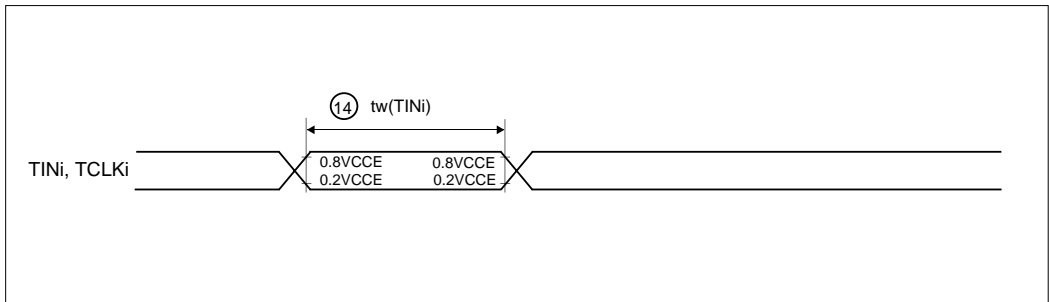 14 tw(TINi)
TINi, TCLKi
0.8VCCE 0.8VCCE
0.2VCCE 0.2VCCE